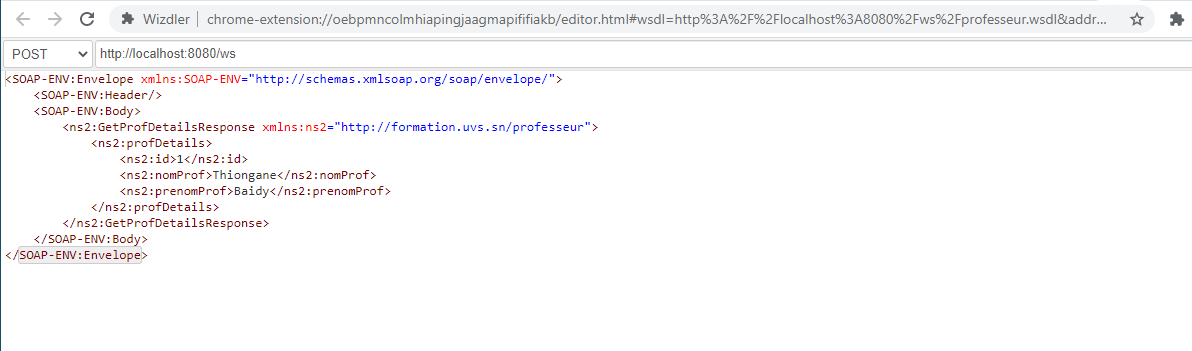 Wizdler chrome-extension://oebpmncolmhiapingjaagmapififiakb/editor.html#wsdl=http%3A%2F%2Flocalhost%3A8080%2Fws%2Fprofesseur.wsdl&addr...
POST http://localhost:8080/ws
<SOAP-ENV:Envelope xmlns:SOAP-ENV="http://schemas.xmlsoap.org/soap/envelope/">
<SOAP-ENV:Header/>
<SOAP-ENV:Body>
<ns2:GetProfDetailsResponse xmlns:ns2="http://formation.uvs.sn/professeur">
<ns2:profDetails>
<ns2:id>1</ns2:id>
<ns2:nomProf>Thiongane</ns2:nomProf>
<ns2:prenomProf>Baidy</ns2:prenomProf>
</ns2:profDetails>
</ns2:GetProfDetailsResponse>
</SOAP-ENV:Body>
</SOAP-ENV:Envelope>